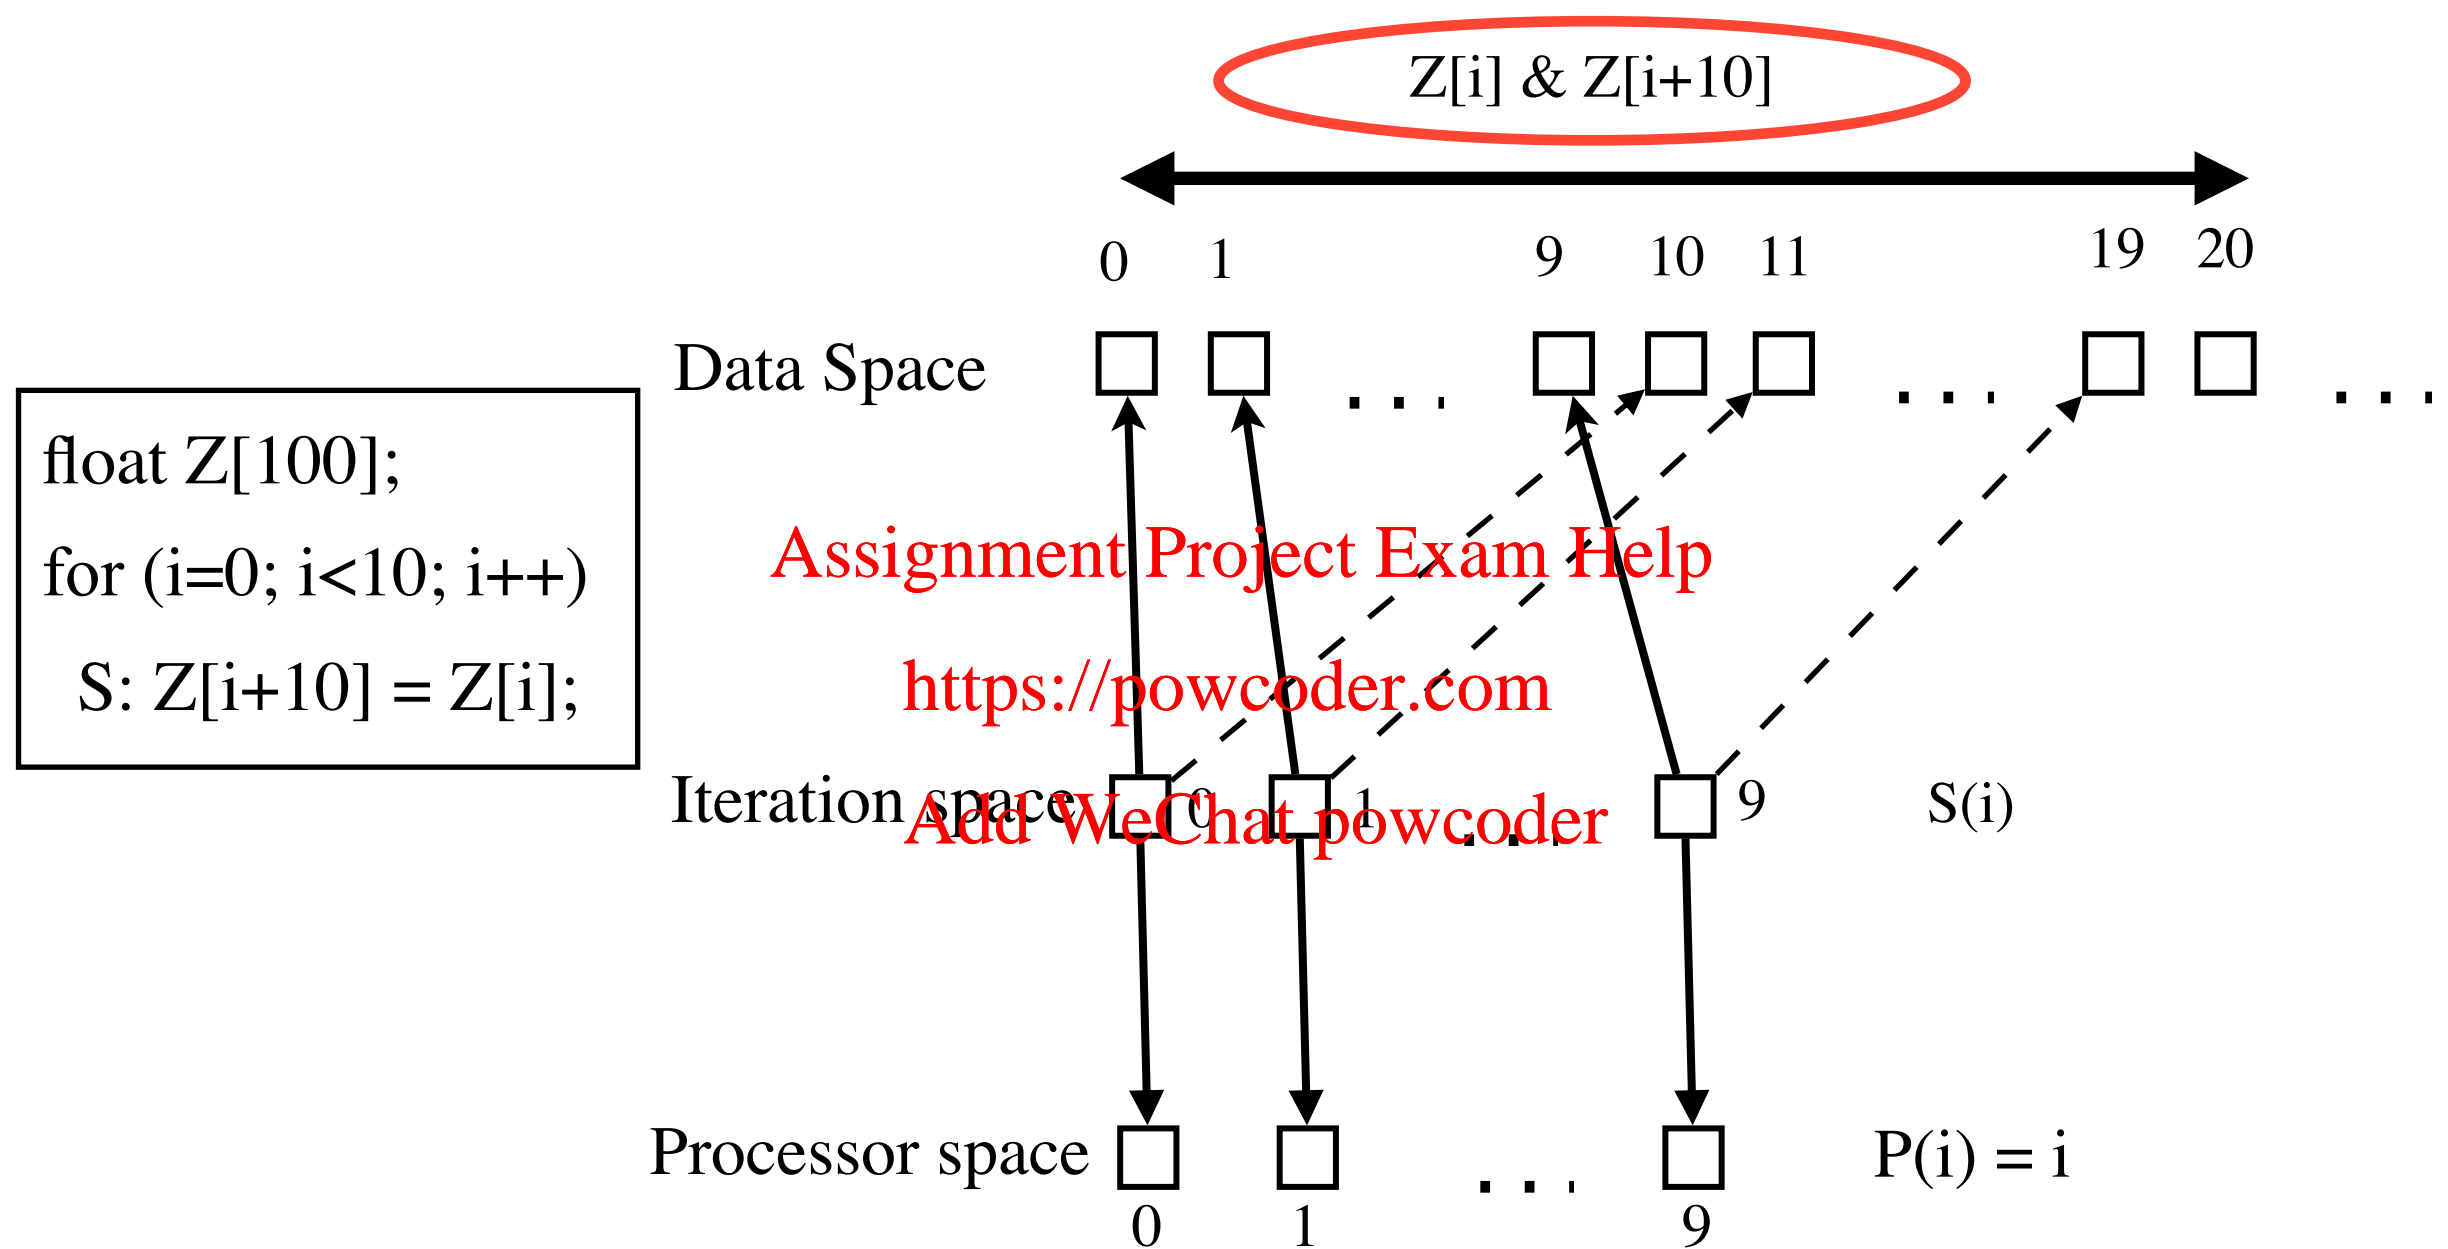 Z[i] & Z[i+10]
0 1 9 10 11 19 20
Data Space . . . . . . . . .
float Z[100];
for (i=0; i<10; i++)
S: Z[i+10] = Z[i];
Assignment Project Exam Help
https://powcoder.com
Iteration space 0 1 . . . 9 S(i)
Add WeChat powcoder
Processor space . . . P(i) = i
0 1 9